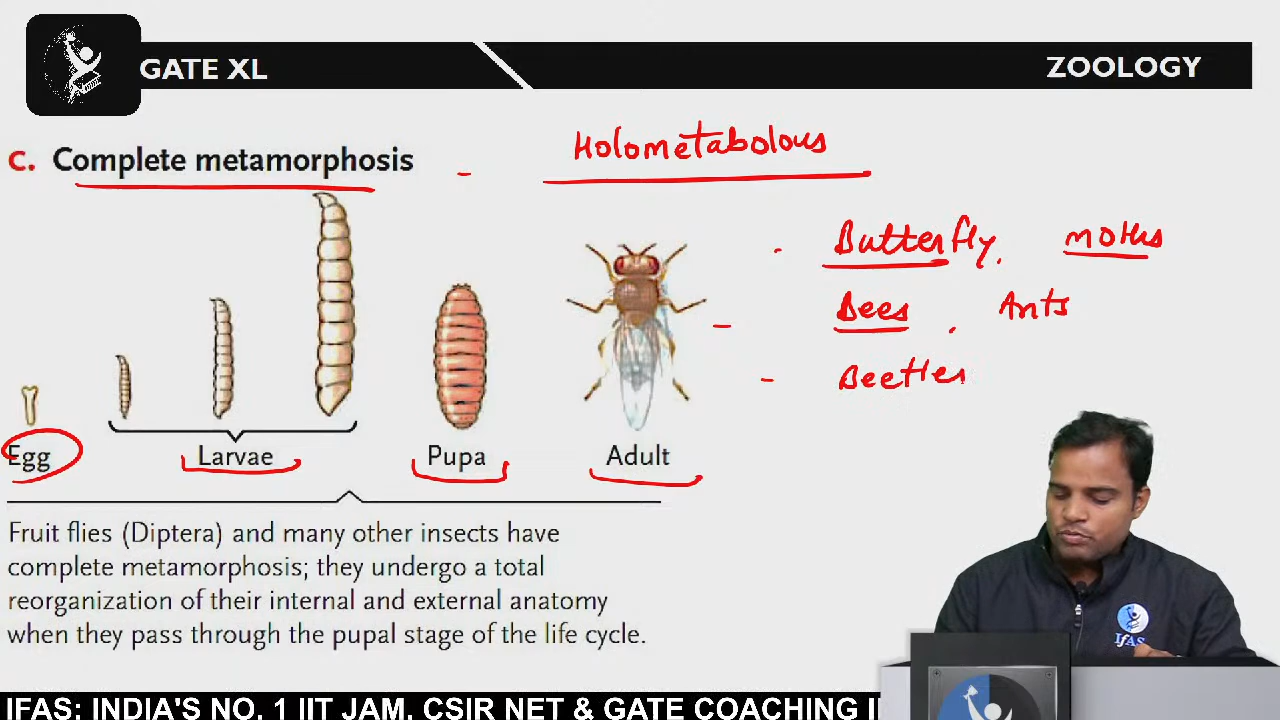 GATE XL
ZOOLOGY
C. Complete metamorphosis - Holometabolous
. Butterfly, moths
- Bees, Ants
- Beetles
Egg
Larvae
Pupa
Adult
Fruit flies (Diptera) and many other insects have
complete metamorphosis; they undergo a total
reorganization of their internal and external anatomy
when they pass through the pupal stage of the life cycle.
IFAS
IFAS: INDIA'S NO. 1 IIT JAM, CSIR NET & GATE COACHING I